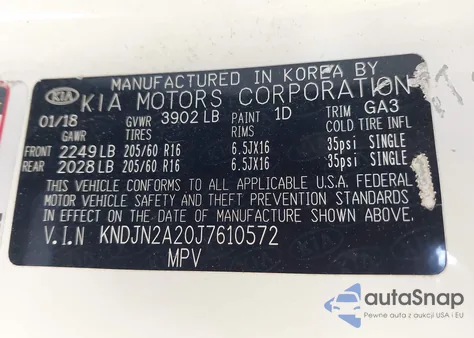 MANUFACTURED IN KOREA BY
KIA KIA MOTORS CORPORATION
01/18 GVWR 3902 LB PAINT 1D TRIM GA3
GAWR TIRES RIMS COLD TIRE INFL
FRONT 2249 LB 205/60 R16 6.5JX16 35psi SINGLE
REAR 2028 LB 205/60 R16 6.5JX16 35psi SINGLE
THIS VEHICLE CONFORMS TO ALL APPLICABLE U.S.A. FEDERAL
MOTOR VEHICLE SAFETY AND THEFT PREVENTION STANDARDS
IN EFFECT ON THE DATE OF MANUFACTURE SHOWN ABOVE.
V.I.N KNDJN2A20J7610572
MPV
autoSnap
Pewne auta z aukcji USA i EU